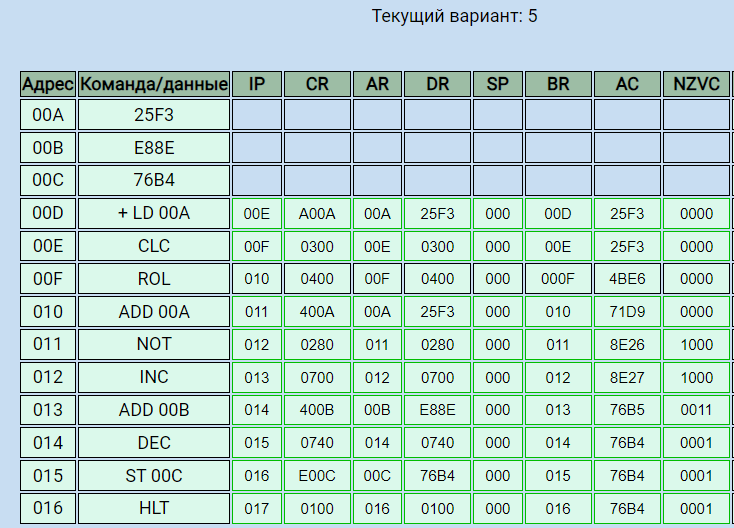 Текущий вариант: 5
Адрес Команда/данные IP CR AR DR SP BR AC NZVC
00A 25F3
00B E88E
00C 76B4
00D + LD 00A 00E A00A 00A 25F3 000 00D 25F3 0000
00E CLC 00F 0300 00E 0300 000 00E 25F3 0000
00F ROL 010 0400 00F 0400 000 000F 4BE6 0000
010 ADD 00A 011 400A 00A 25F3 000 010 71D9 0000
011 NOT 012 0280 011 0280 000 011 8E26 1000
012 INC 013 0700 012 0700 000 012 8E27 1000
013 ADD 00B 014 400B 00B E88E 000 013 76B5 0011
014 DEC 015 0740 014 0740 000 014 76B4 0001
015 ST 00C 016 E00C 00C 76B4 000 015 76B4 0001
016 HLT 017 0100 016 0100 000 016 76B4 0001